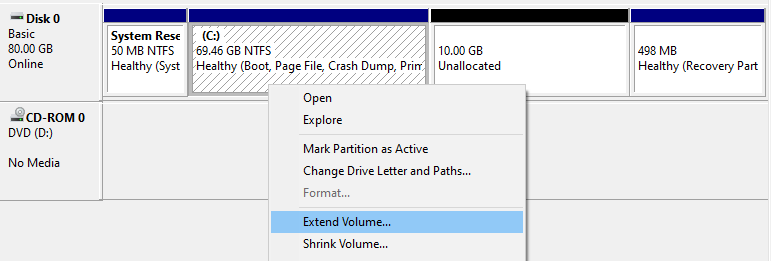 Disk 0
Basic
80.00 GB
Online
System Rese
50 MB NTFS
Healthy (Syst
(C:)
69.46 GB NTFS
Healthy (Boot, Page File, Crash Dump, Prim
10.00 GB
Unallocated
498 MB
Healthy (Recovery Part
CD-ROM 0
DVD (D:)
No Media
Open
Explore
Mark Partition as Active
Change Drive Letter and Paths...
Format...
Extend Volume...
Shrink Volume...